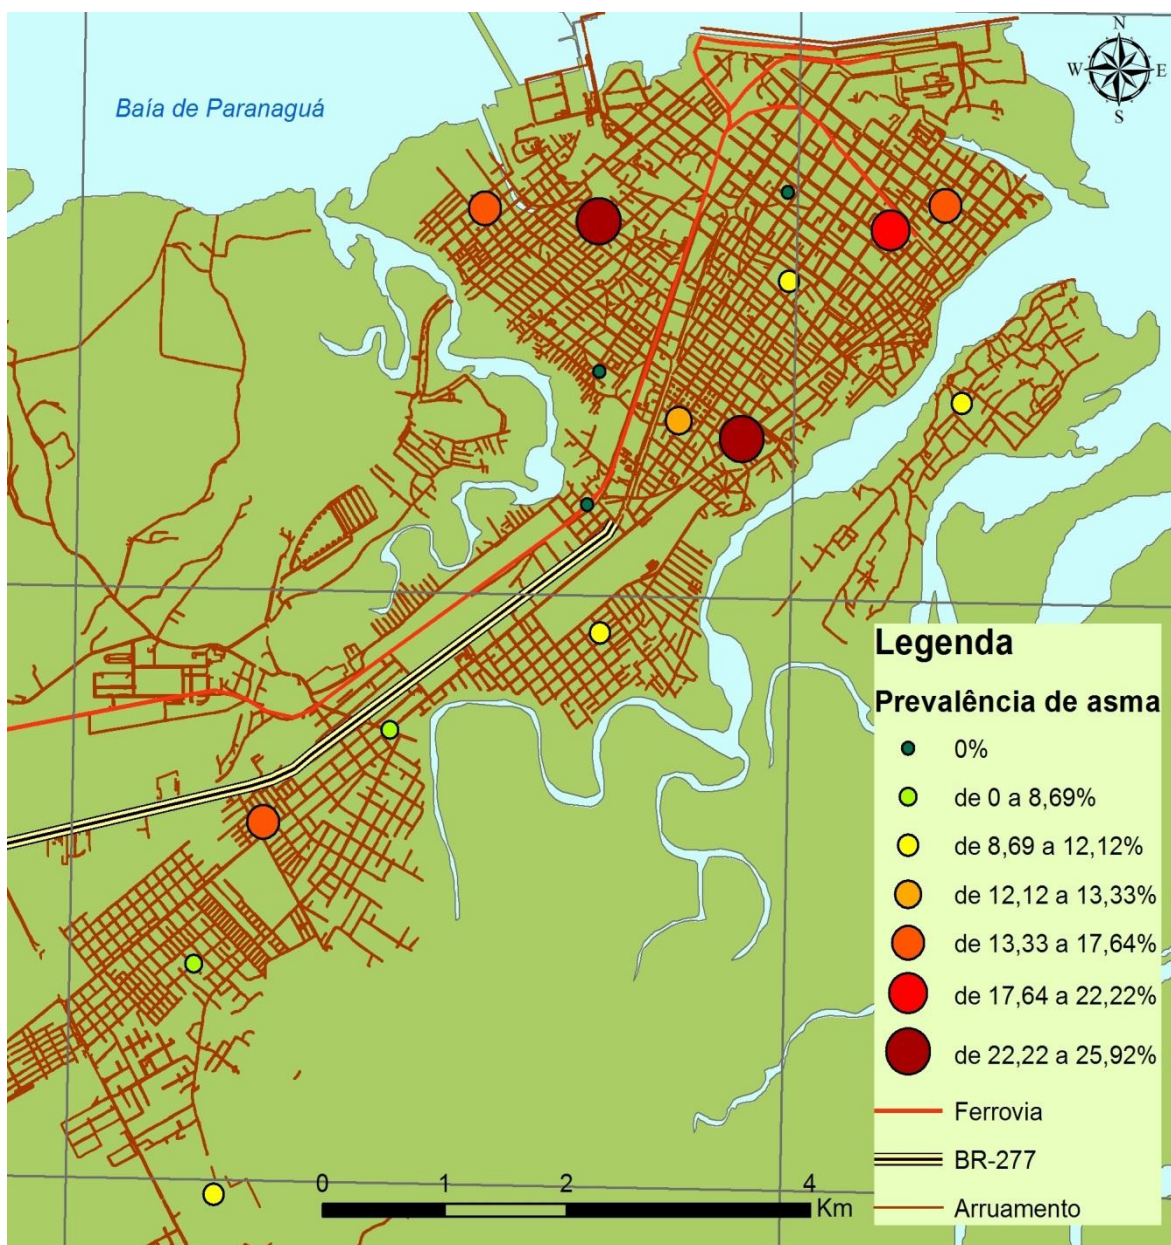 N
W E
S
Baía de Paranaguá
Legenda
Prevalência de asma
0%
de 0 a 8,69%
de 8,69 a 12,12%
de 12,12 a 13,33%
de 13,33 a 17,64%
de 17,64 a 22,22%
de 22,22 a 25,92%
Ferrovia
BR-277
Arruamento
0 1 2 4
Km